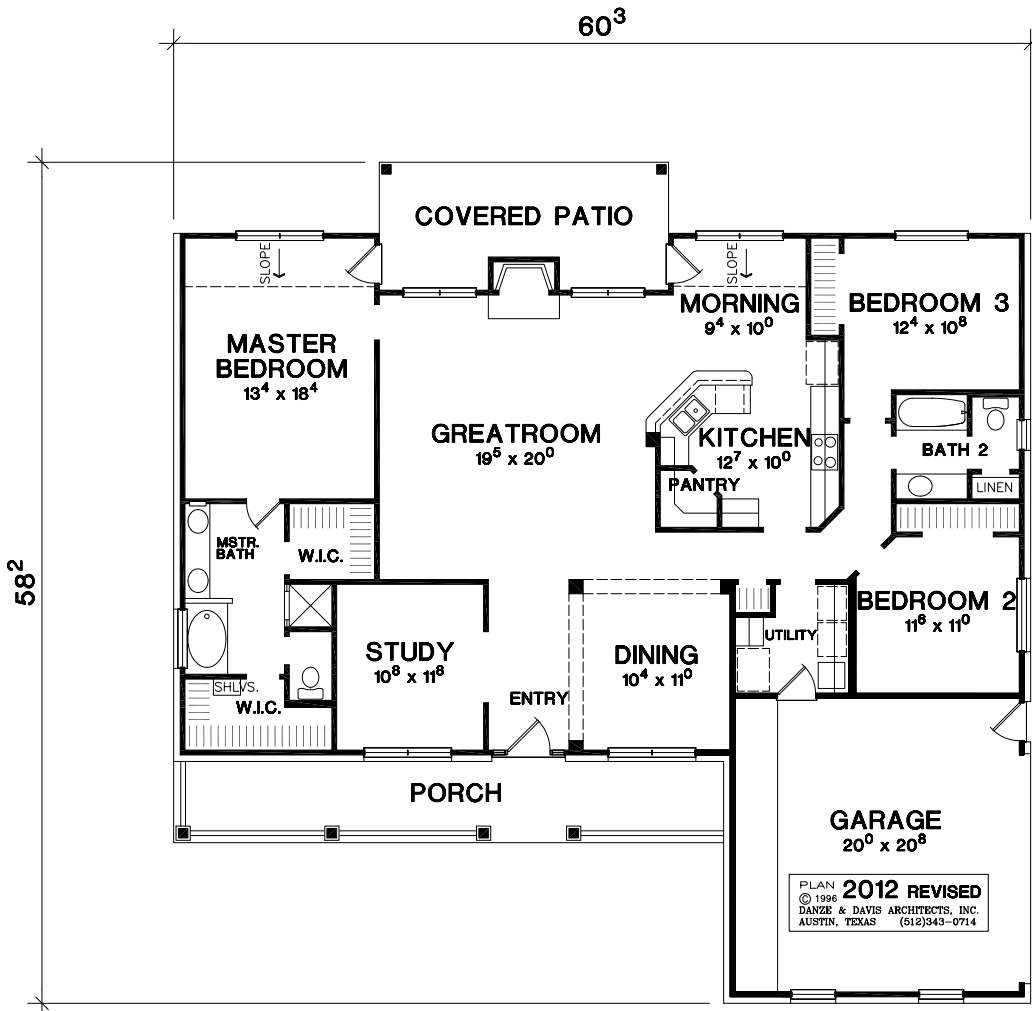 60³
58²
COVERED PATIO
SLOPE
SLOPE
MORNING
9⁴ x 10⁰
BEDROOM 3
12⁴ x 10⁸
MASTER
BEDROOM
13⁴ x 18⁴
GREATROOM
19⁵ x 20⁰
KITCHEN
12⁷ x 10⁰
BATH 2
PANTRY
LINEN
MSTR.
BATH
W.I.C.
BEDROOM 2
11⁶ x 11⁰
UTILITY
STUDY
10⁸ x 11⁸
DINING
10⁴ x 11⁰
SHLVS.
W.I.C.
ENTRY
PORCH
GARAGE
20⁰ x 20⁸
PLAN 2012 REVISED
© 1996
DANZE & DAVIS ARCHITECTS, INC.
AUSTIN, TEXAS (512)343-0714